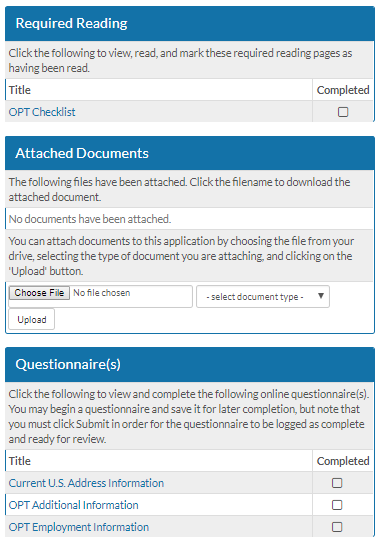 Required Reading
Click the following to view, read, and mark these required reading pages as
having been read.
Title Completed
OPT Checklist
Attached Documents
The following files have been attached. Click the filename to download the
attached document.
No documents have been attached.
You can attach documents to this application by choosing the file from your
drive, selecting the type of document you are attaching, and clicking on the
'Upload' button.
Choose File No file chosen - select document type -
Upload
Questionnaire(s)
Click the following to view and complete the following online questionnaire(s).
You may begin a questionnaire and save it for later completion, but note that
you must click Submit in order for the questionnaire to be logged as complete
and ready for review.
Title Completed
Current U.S. Address Information
OPT Additional Information
OPT Employment Information